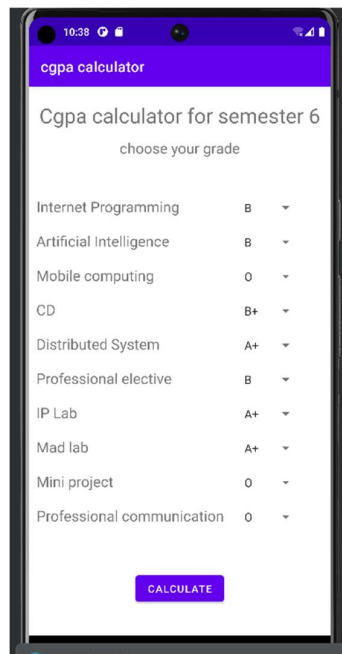 10:38
cgpa calculator
Cgpa calculator for semester 6
choose your grade
Internet Programming B
Artificial Intelligence B
Mobile computing O
CD B+
Distributed System A+
Professional elective B
IP Lab A+
Mad lab A+
Mini project O
Professional communication O
CALCULATE